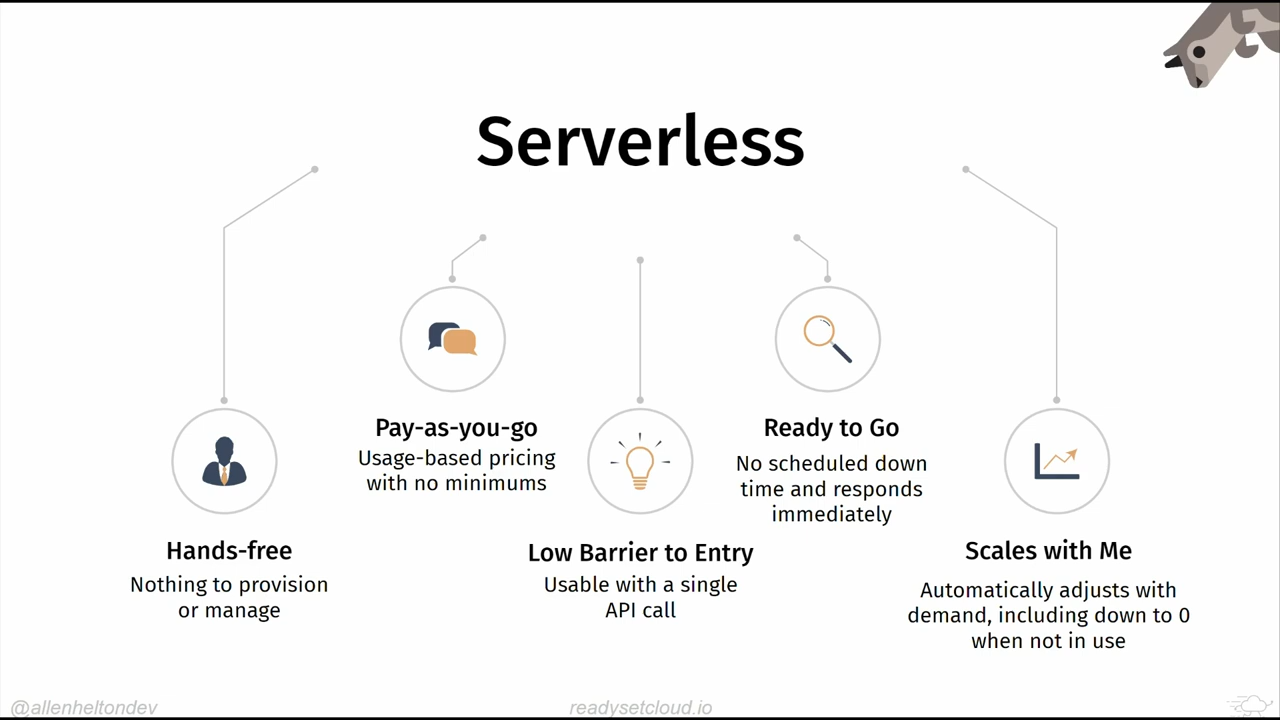 Serverless
Hands-free
Nothing to provision
or manage
Pay-as-you-go
Usage-based pricing
with no minimums
Low Barrier to Entry
Usable with a single
API call
Ready to Go
No scheduled down
time and responds
immediately
Scales with Me
Automatically adjusts with
demand, including down to 0
when not in use
@allenheltondev
readysetcloud.io